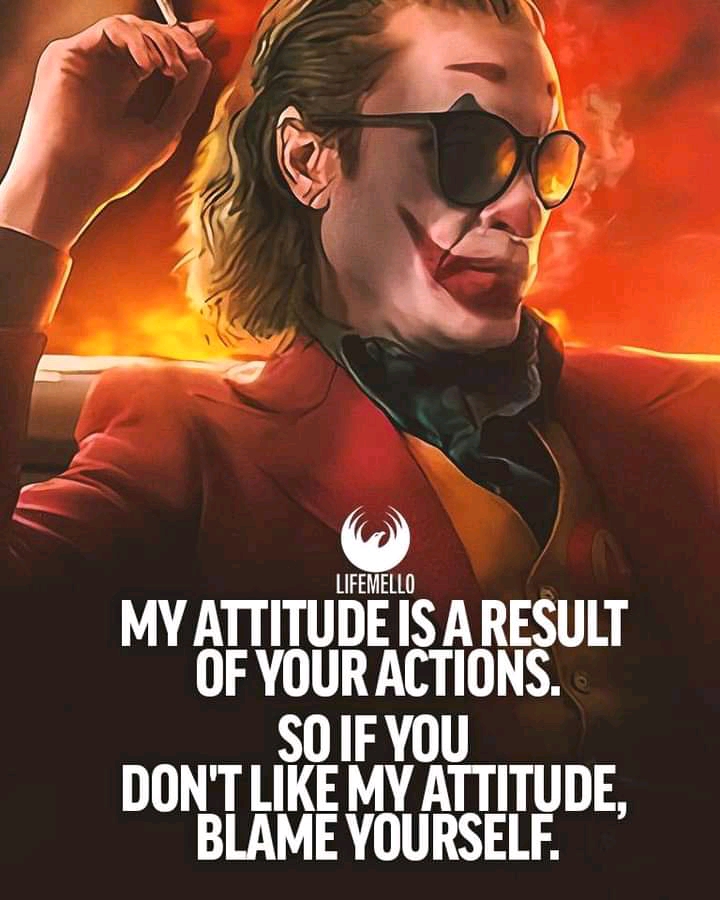 LIFEMELLO
MY ATTITUDE IS A RESULT
OF YOUR ACTIONS.
SO IF YOU
DON'T LIKE MY ATTITUDE,
BLAME YOURSELF.